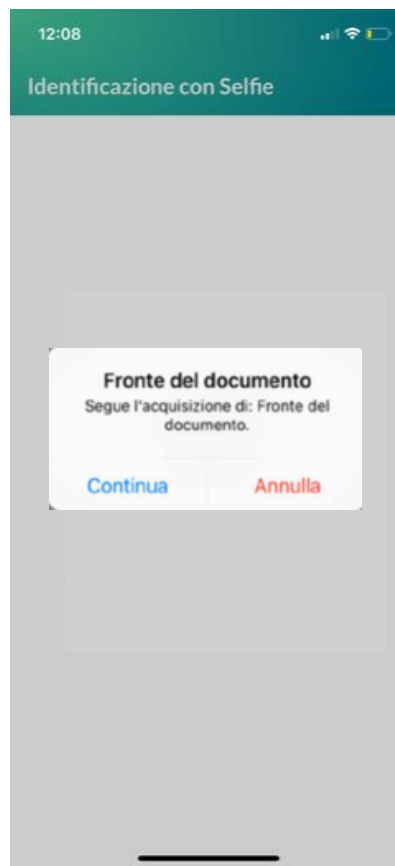 12:08
Identificazione con Selfie
Fronte del documento
Segue l'acquisizione di: Fronte del
documento.
Continua
Annulla